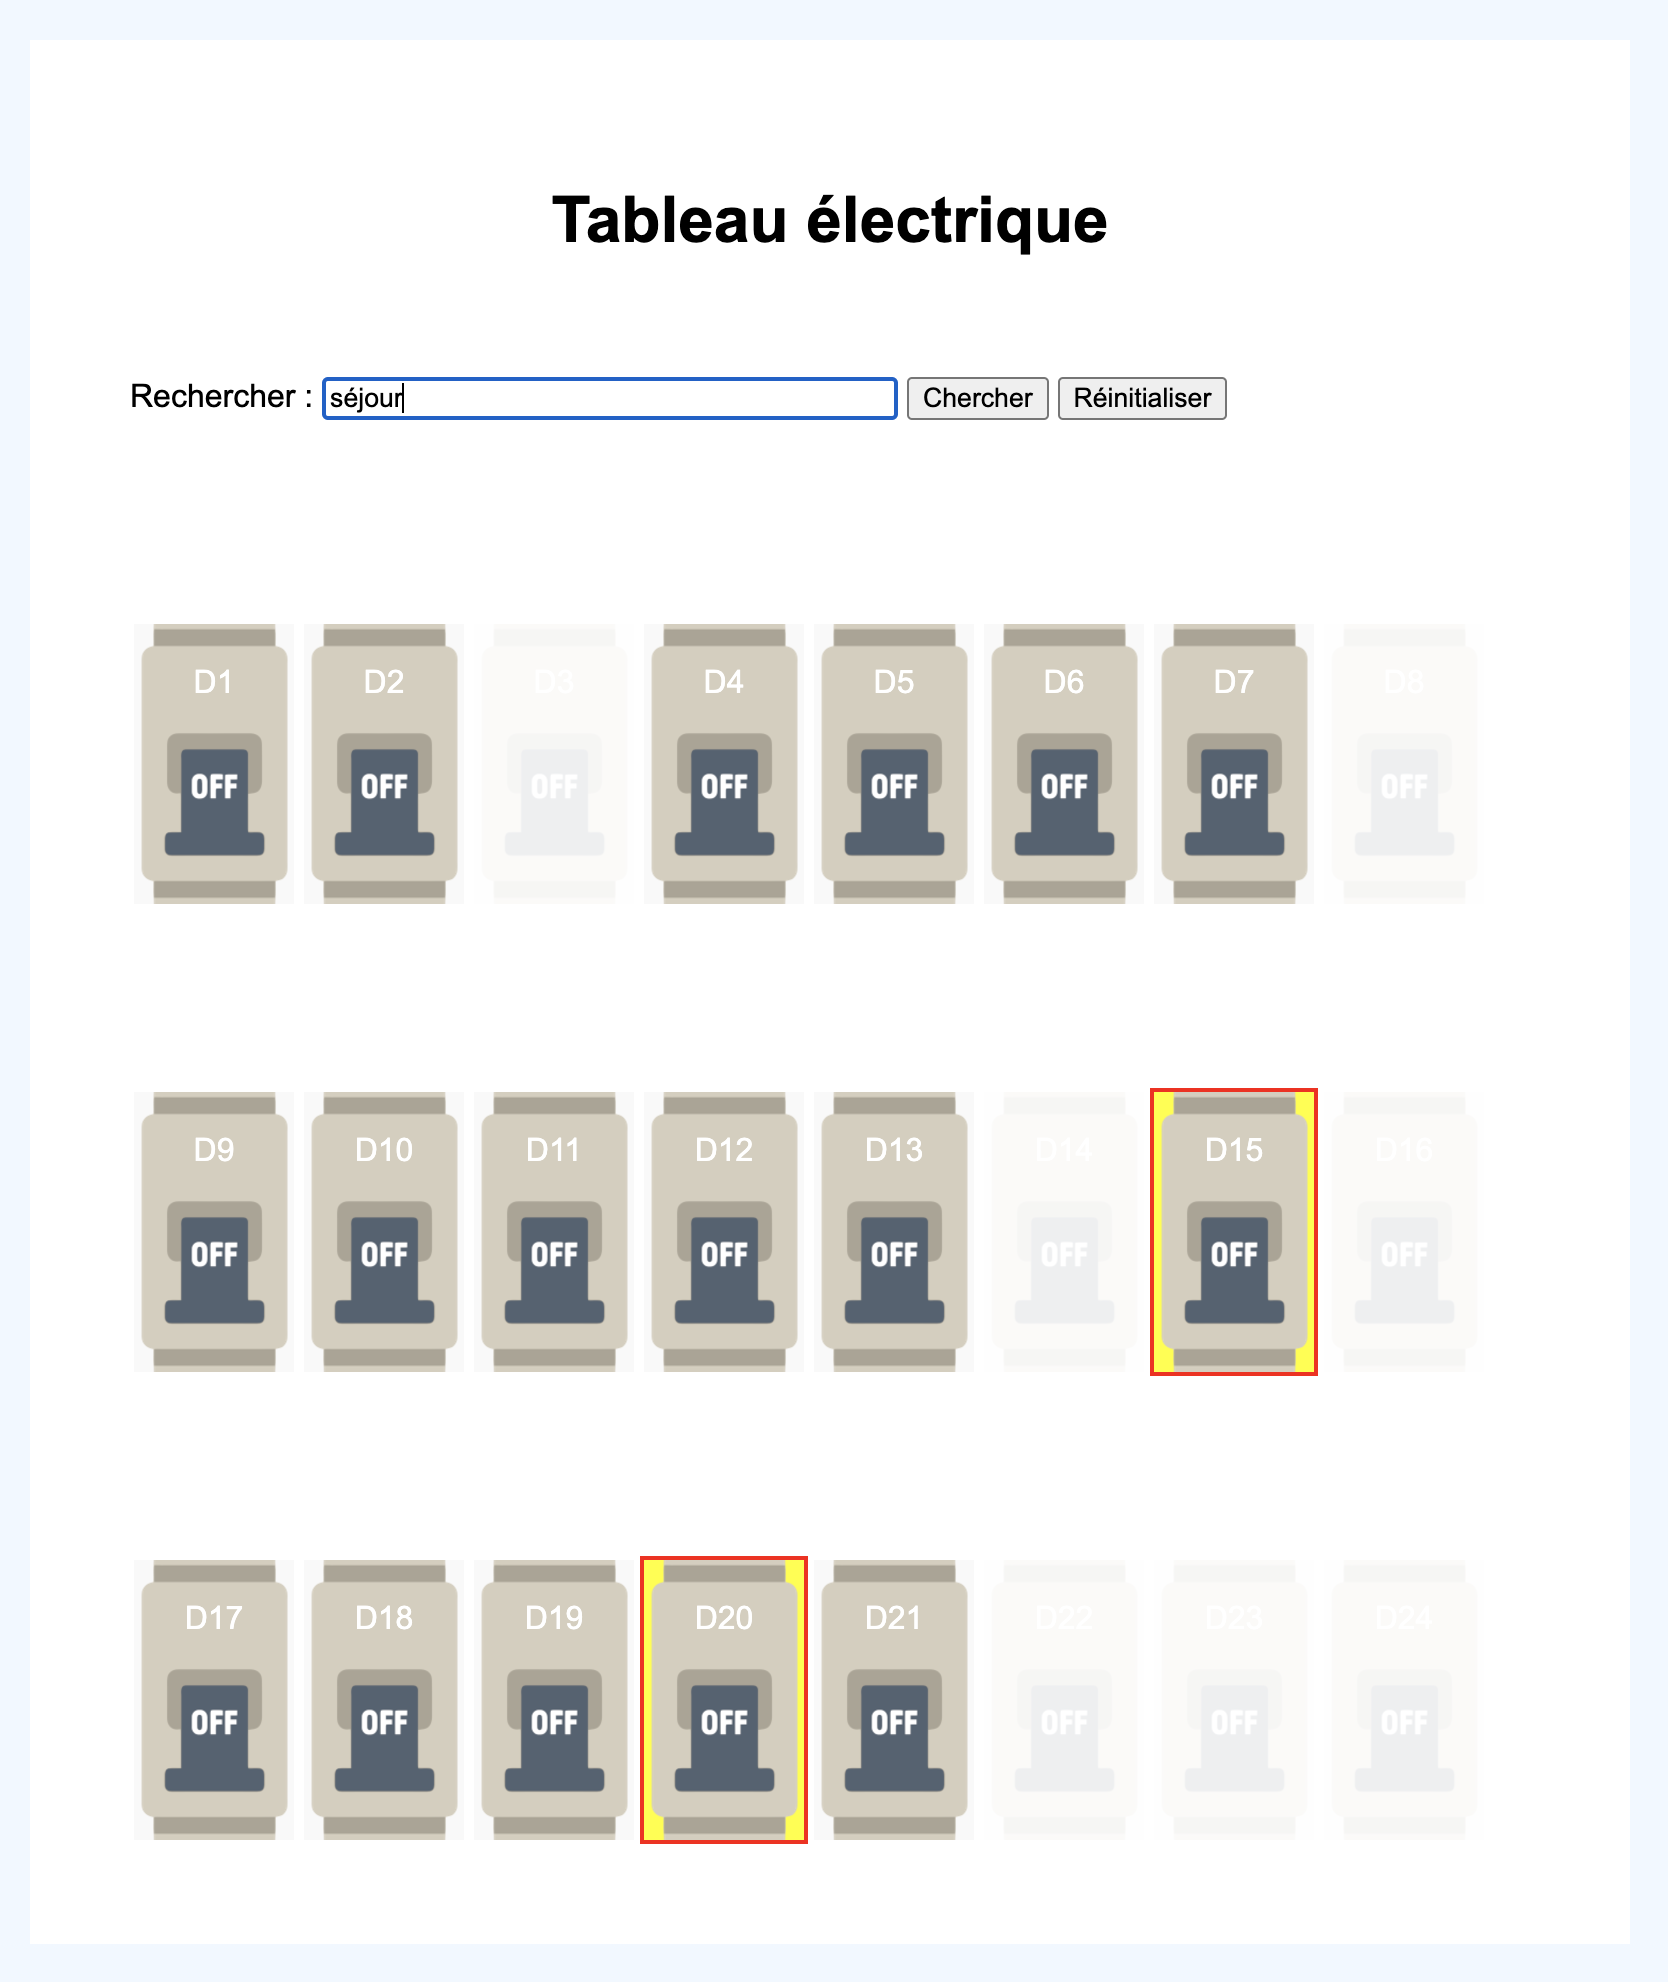 Tableau électrique
Rechercher : séjour Chercher Réinitialiser
D1 D2 D3 D4 D5 D6 D7 D8
OFF OFF OFF OFF OFF OFF OFF OFF
D9 D10 D11 D12 D13 D14 D15 D16
OFF OFF OFF OFF OFF OFF OFF OFF
D17 D18 D19 D20 D21 D22 D23 D24
OFF OFF OFF OFF OFF OFF OFF OFF